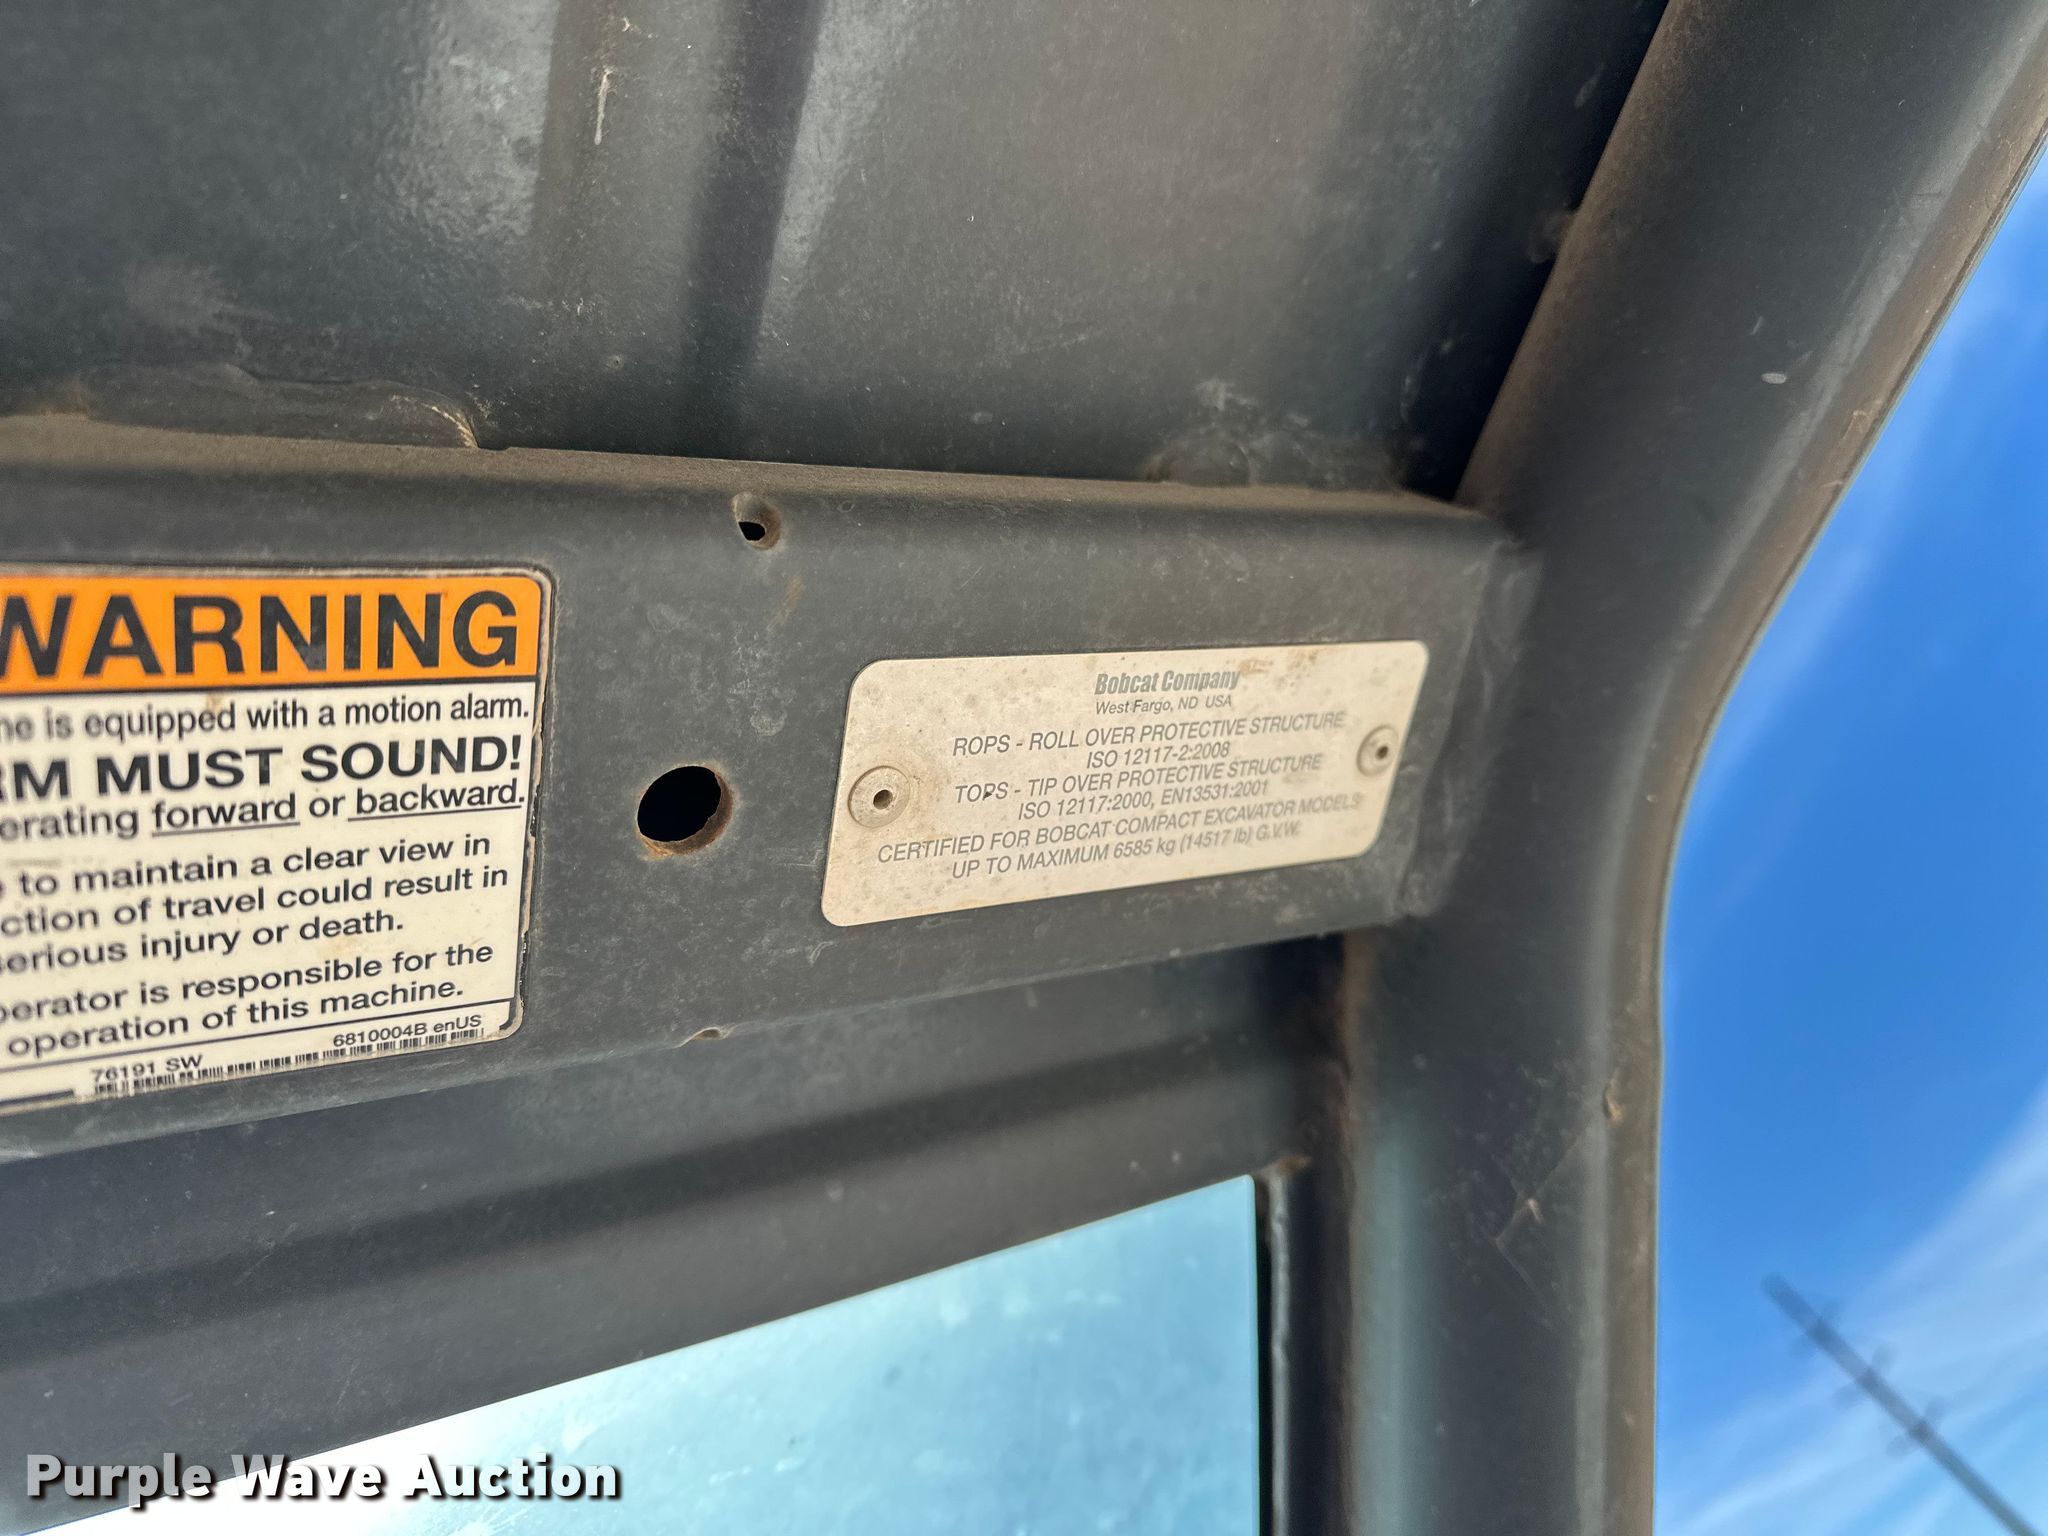 WARNING
ne is equipped with a motion alarm.
RM MUST SOUND!
erating forward or backward.
to maintain a clear view in
ction of travel could result in
serious injury or death.
perator is responsible for the
operation of this machine.
6810004B enUS
76191 SW
Bobcat Company
West Fargo, ND USA
ROPS - ROLL OVER PROTECTIVE STRUCTURE
ISO 12117-2:2008
TOPS - TIP OVER PROTECTIVE STRUCTURE
ISO 12117:2000, EN13531:2001
CERTIFIED FOR BOBCAT COMPACT EXCAVATOR MODELS
UP TO MAXIMUM 6585 kg (14517 lb) G.V.W.
Purple Wave Auction